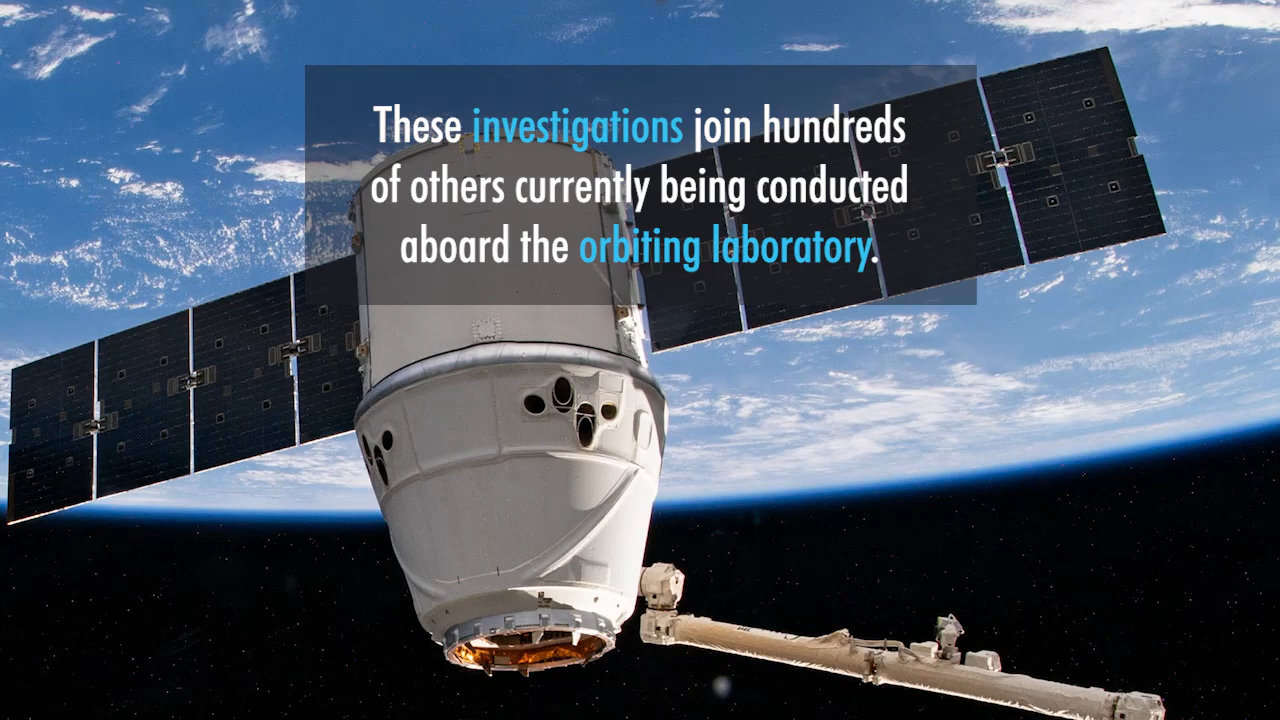 These investigations join hundreds
of others currently being conducted
aboard the orbiting laboratory.